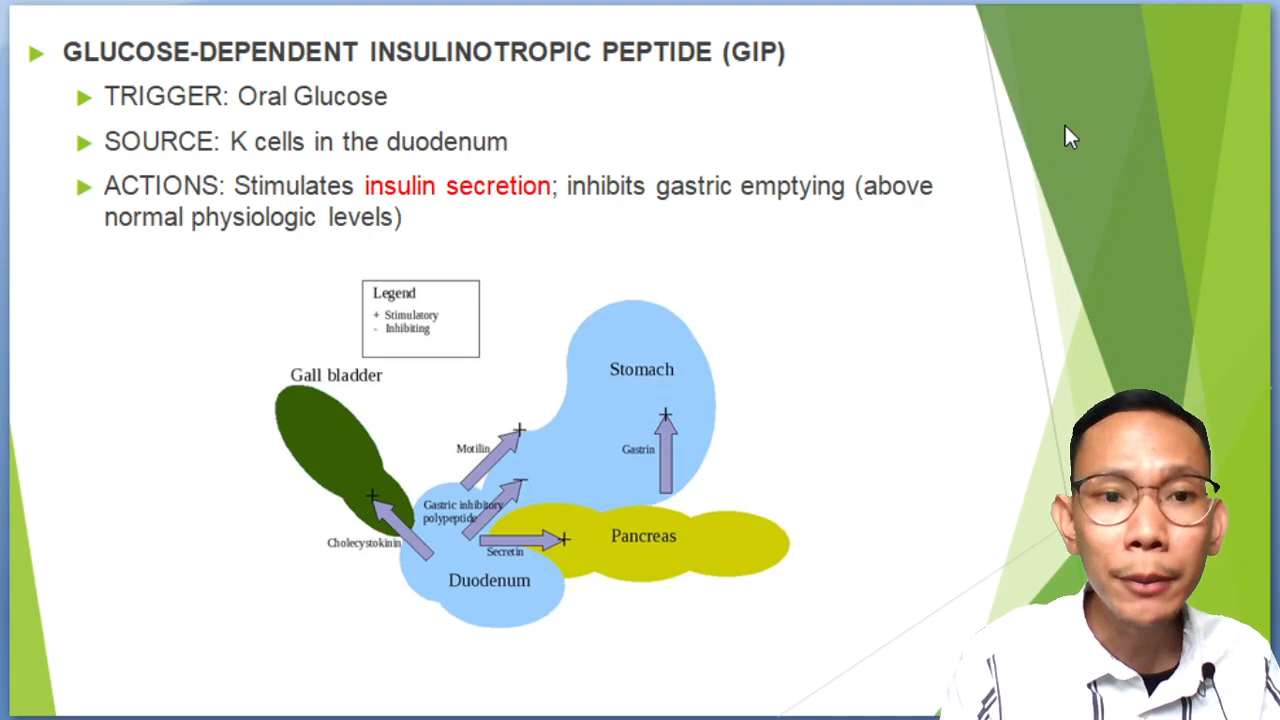 GLUCOSE-DEPENDENT INSULINOTROPIC PEPTIDE (GIP)
TRIGGER: Oral Glucose
SOURCE: K cells in the duodenum
ACTIONS: Stimulates insulin secretion; inhibits gastric emptying (above
normal physiologic levels)
Legend
+ Stimulatory
- Inhibiting
Gall bladder
Stomach
Motilin
Gastrin
Gastric inhibitory
polypeptide
Cholecystokinin
Secretin
Pancreas
Duodenum